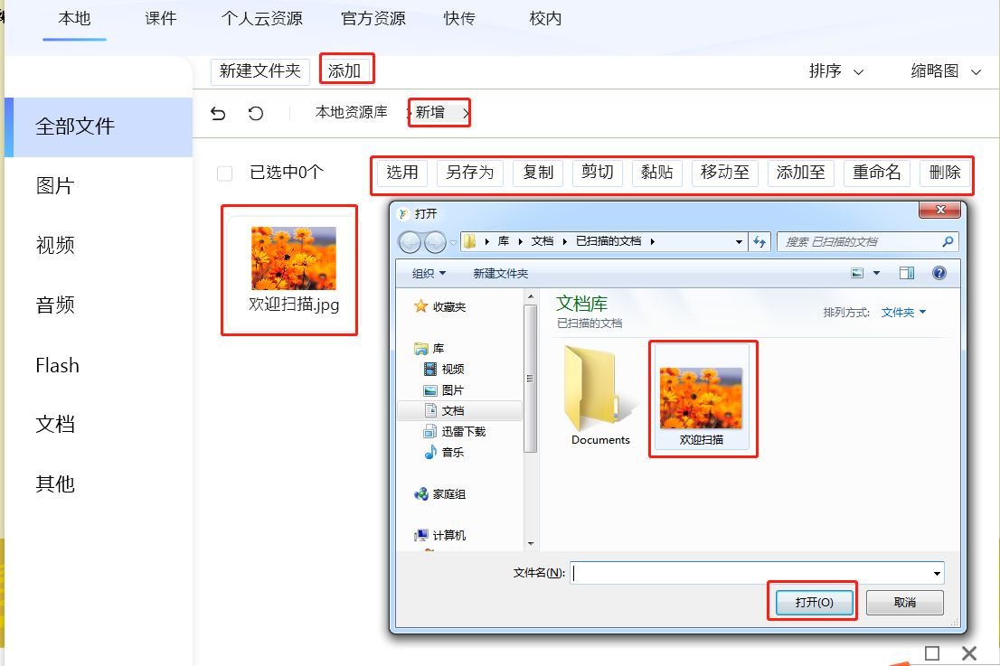 本地 课件 个人云资源 官方资源 快传 校内
新建文件夹 添加 排序 缩略图
本地资源库 新增
全部文件
图片
视频
音频
Flash
文档
其他
已选中0个 选用 另存为 复制 剪切 黏贴 移动至 添加至 重命名 删除
欢迎扫描.jpg
打开
库 文档 已扫描的文档 搜索 已扫描的文档
组织 新建文件夹
收藏夹
库
视频
图片
文档
迅雷下载
音乐
家庭组
计算机
文档库
已扫描的文档
排列方式: 文件夹
Documents
欢迎扫描
文件名(N):
打开(O) 取消